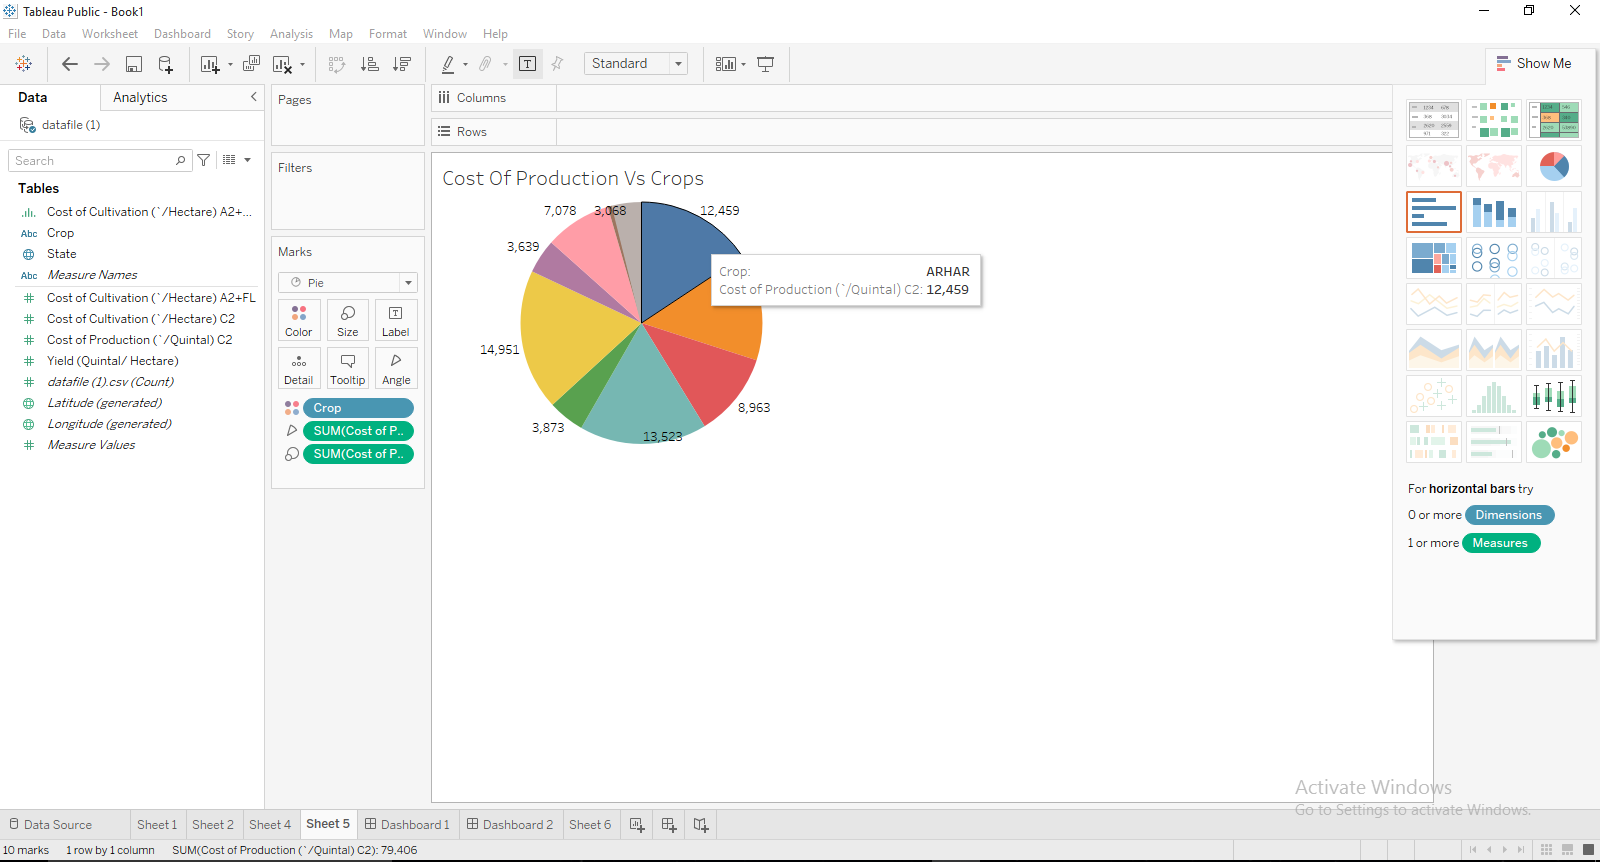 Tableau Public - Book1
File Data Worksheet Dashboard Story Analysis Map Format Window Help
Standard
Show Me
Data Analytics
datafile (1)
Search
Tables
Cost of Cultivation (`/Hectare) A2+...
Abc Crop
State
Abc Measure Names
Cost of Cultivation (`/Hectare) A2+FL
Cost of Cultivation (`/Hectare) C2
Cost of Production (`/Quintal) C2
Yield (Quintal/ Hectare)
datafile (1).csv (Count)
Latitude (generated)
Longitude (generated)
Measure Values
Pages
Filters
Marks
Pie
Color Size Label
Detail Tooltip Angle
Crop
SUM(Cost of P..
SUM(Cost of P..
Columns
Rows
Cost Of Production Vs Crops
7,078 3,068 12,459
3,639
Crop: ARHAR
Cost of Production (`/Quintal) C2: 12,459
14,951
8,963
3,873
13,523
For horizontal bars try
0 or more Dimensions
1 or more Measures
Activate Windows
Go to Settings to activate Windows.
Data Source Sheet 1 Sheet 2 Sheet 4 Sheet 5 Dashboard 1 Dashboard 2 Sheet 6
10 marks 1 row by 1 column SUM(Cost of Production (`/Quintal) C2): 79,406